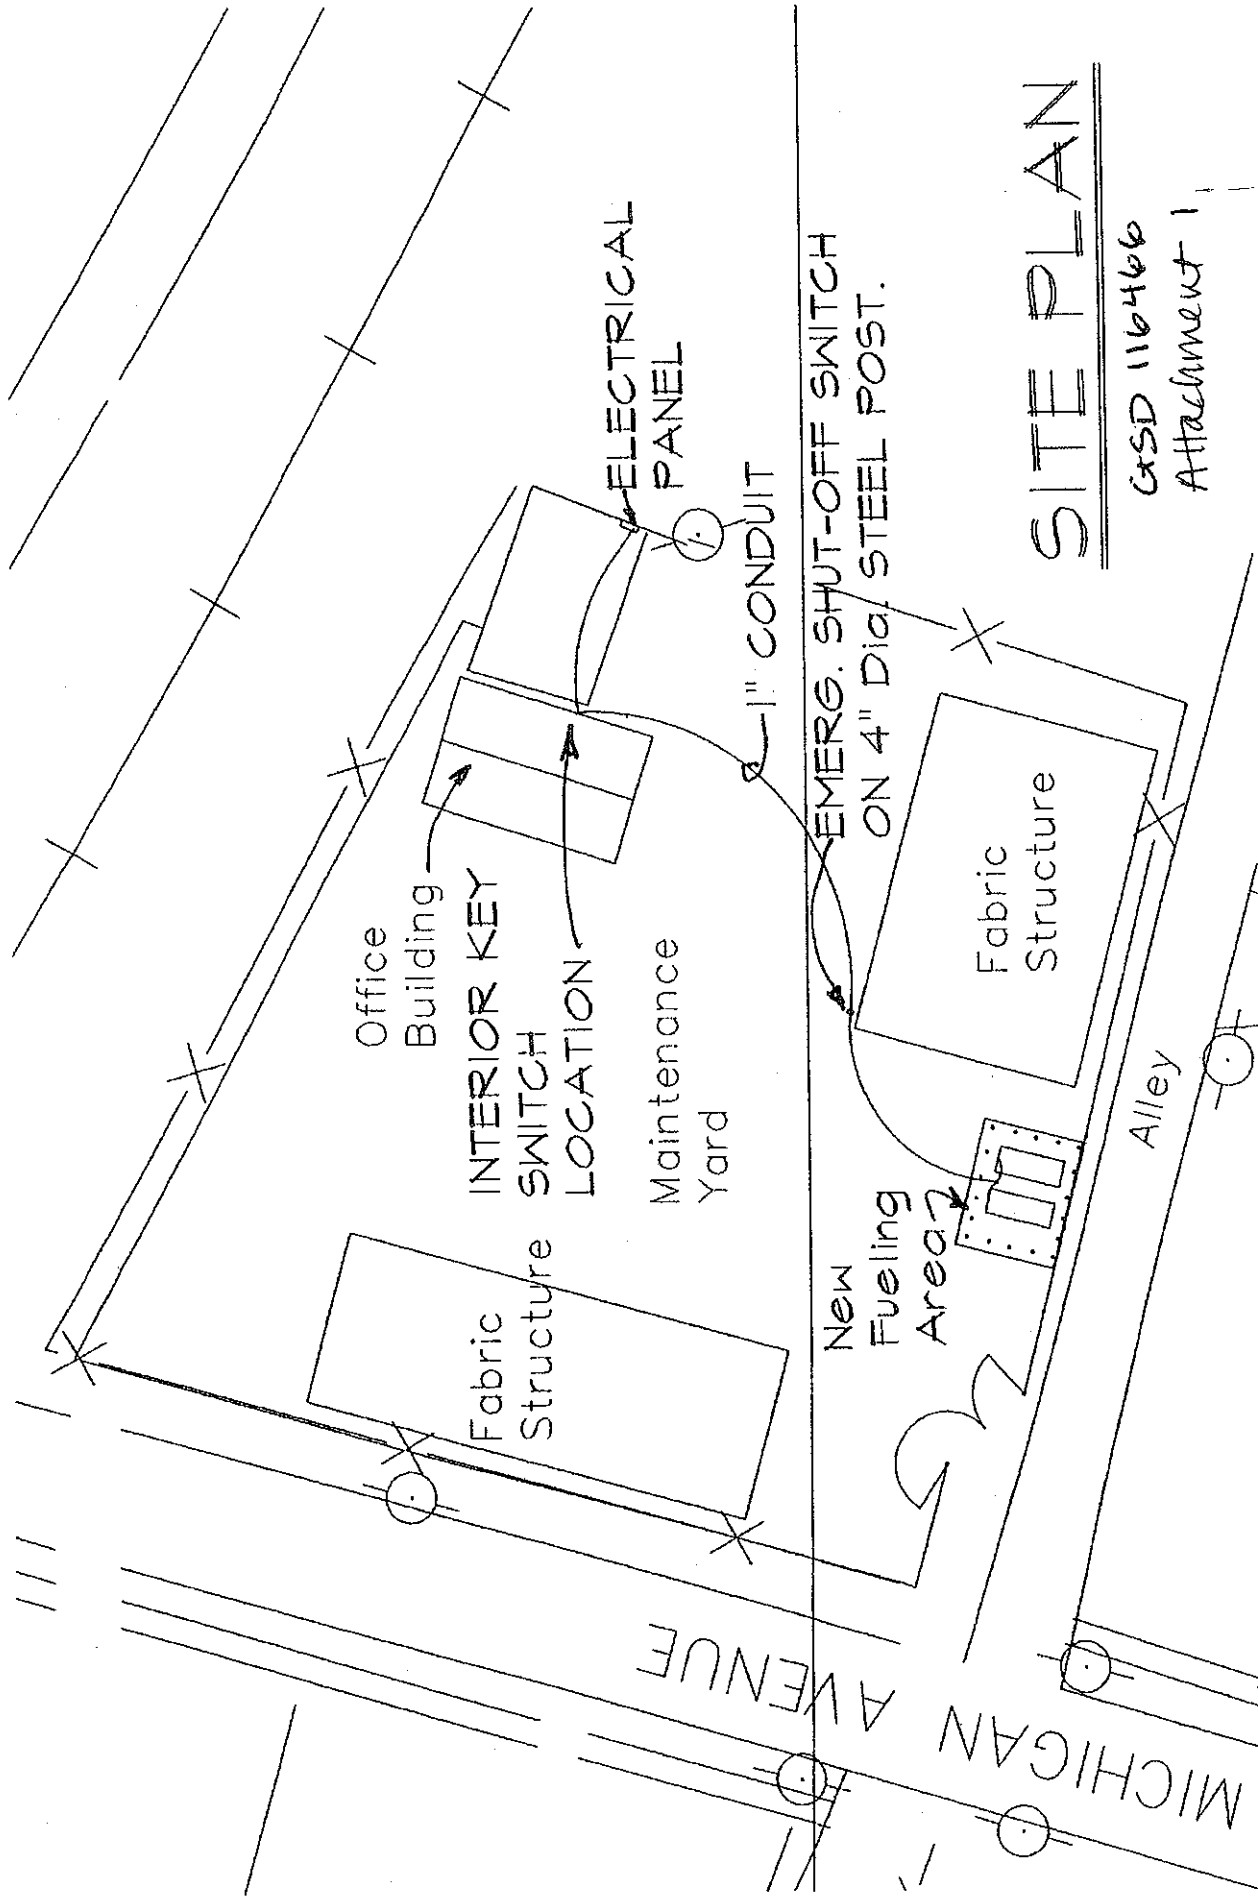 Office
Building
INTERIOR KEY
SWITCH
LOCATION
ELECTRICAL
PANEL
Fabric
Structure
Maintenance
Yard
1" CONDUIT
EMERG. SHUT-OFF SWITCH
ON 4" Dia. STEEL POST.
New
Fueling
Area
Fabric
Structure
Alley
MICHIGAN AVENUE
SITE PLAN
GSD 116466
Attachment 1